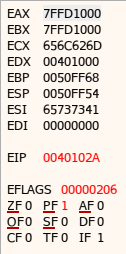 EAX 7FFD1000
EBX 7FFD1000
ECX 656C626D
EDX 00401000
EBP 0050FF68
ESP 0050FF54
ESI 65737341
EDI 00000000
EIP 0040102A
EFLAGS 00000206
ZF 0 PF 1 AF 0
OF 0 SF 0 DF 0
CF 0 TF 0 IF 1